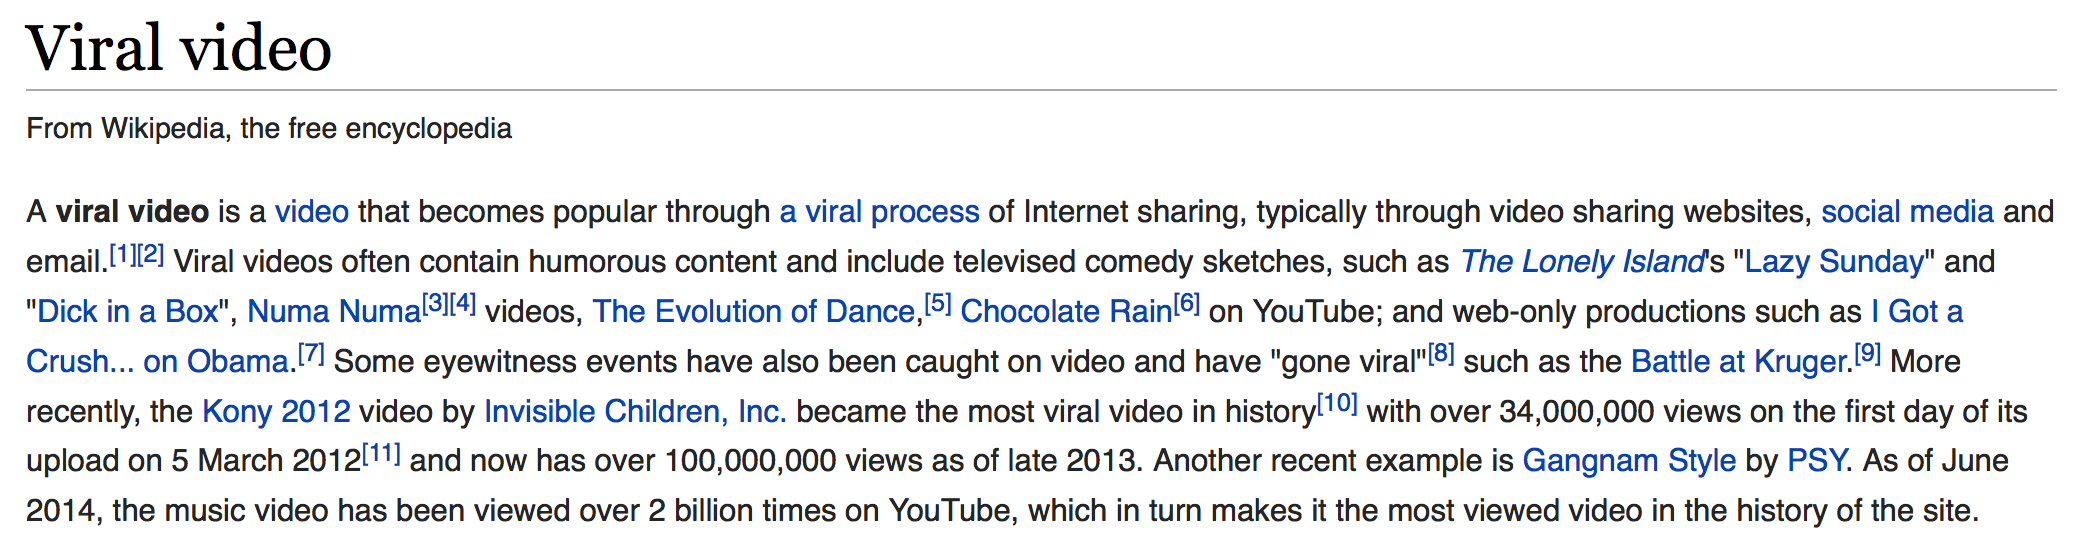 Viral video
From Wikipedia, the free encyclopedia
A viral video is a video that becomes popular through a viral process of Internet sharing, typically through video sharing websites, social media and
email.[1][2] Viral videos often contain humorous content and include televised comedy sketches, such as The Lonely Island's "Lazy Sunday" and
"Dick in a Box", Numa Numa[3][4] videos, The Evolution of Dance,[5] Chocolate Rain[6] on YouTube; and web-only productions such as I Got a
Crush... on Obama.[7] Some eyewitness events have also been caught on video and have "gone viral"[8] such as the Battle at Kruger.[9] More
recently, the Kony 2012 video by Invisible Children, Inc. became the most viral video in history[10] with over 34,000,000 views on the first day of its
upload on 5 March 2012[11] and now has over 100,000,000 views as of late 2013. Another recent example is Gangnam Style by PSY. As of June
2014, the music video has been viewed over 2 billion times on YouTube, which in turn makes it the most viewed video in the history of the site.